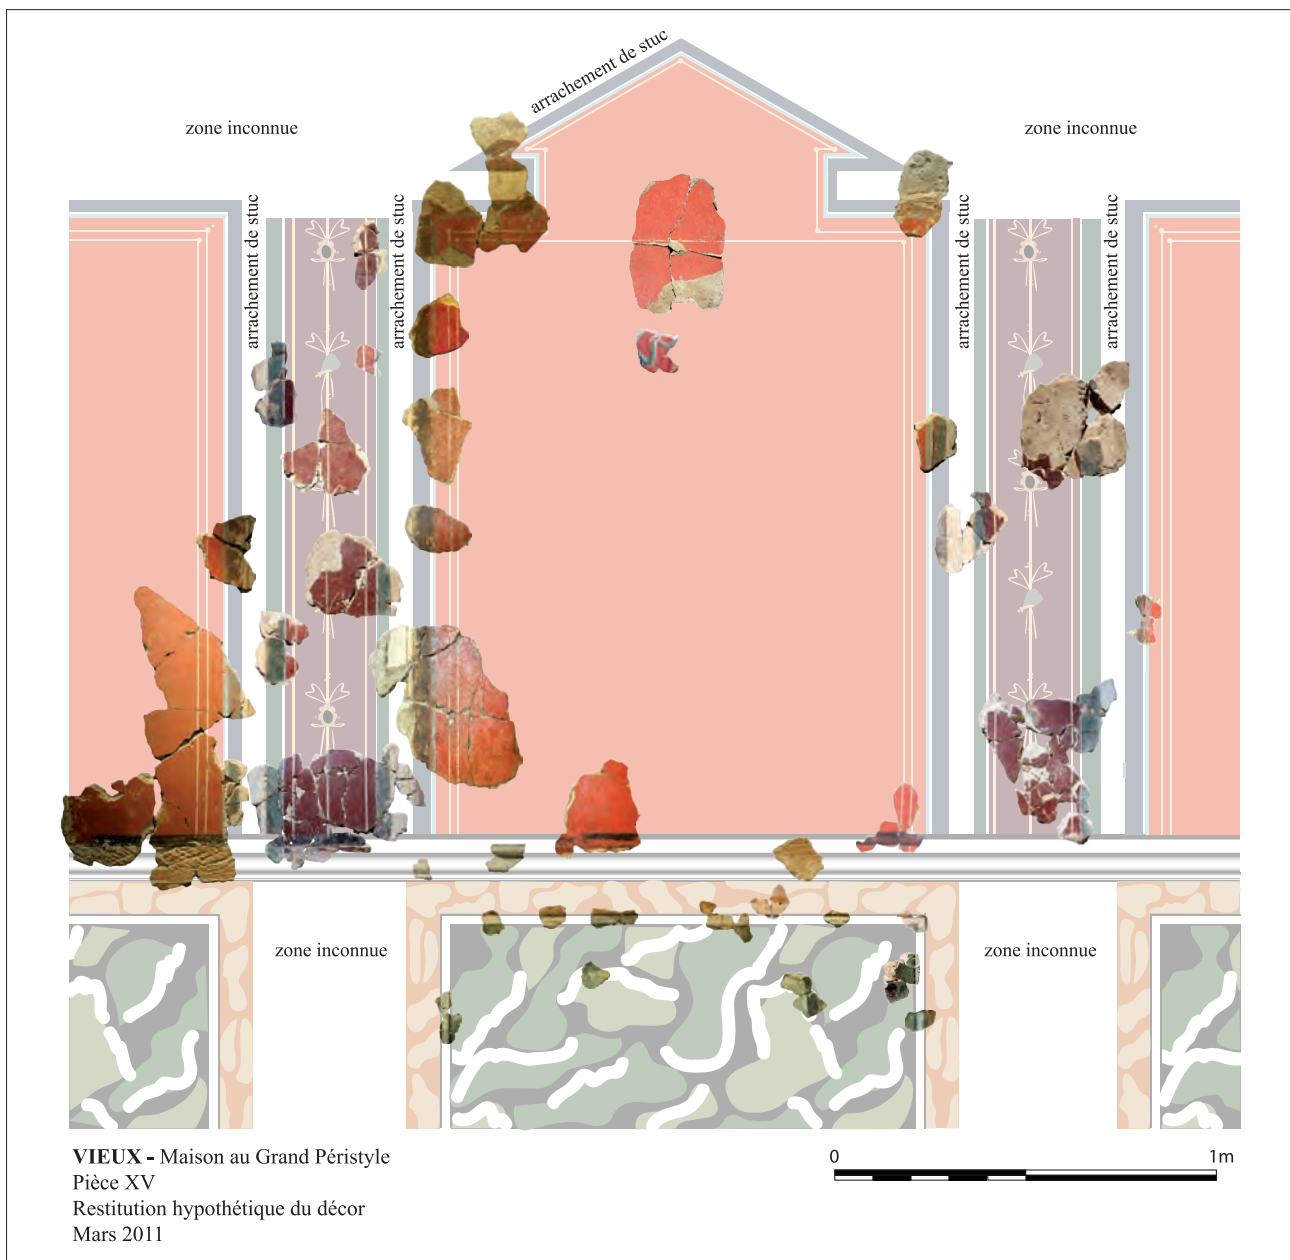 arrachement de stuc
zone inconnue
zone inconnue
arrachement de stuc
arrachement de stuc
arrachement de stuc
arrachement de stuc
zone inconnue
zone inconnue
VIEUX - Maison au Grand Péristyle
Pièce XV
Restitution hypothétique du décor
Mars 2011
0
1m